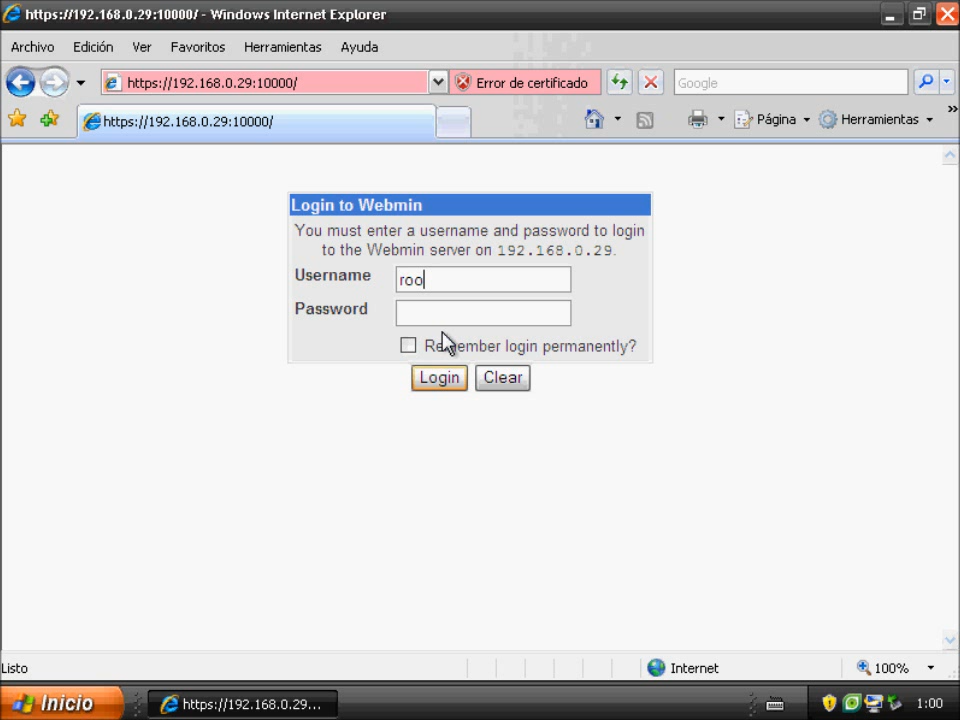 https://192.168.0.29:10000/ - Windows Internet Explorer
Archivo Edición Ver Favoritos Herramientas Ayuda
https://192.168.0.29:10000/ Error de certificado Google
https://192.168.0.29:10000/ Página Herramientas »
Login to Webmin
You must enter a username and password to login
to the Webmin server on 192.168.0.29.
Username roo
Password
Remember login permanently?
Login Clear
Listo Internet 100%
Inicio https://192.168.0.29... 1:00